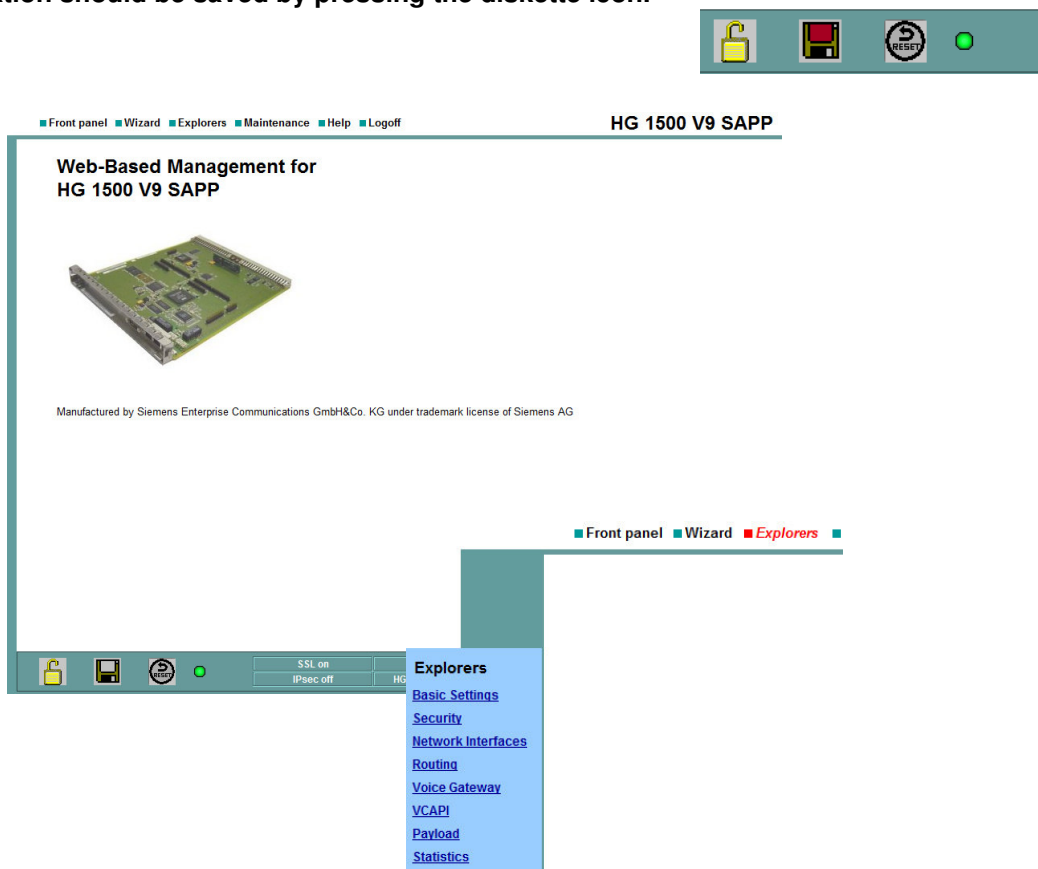 ation should be saved by pressing the diskette icon.
RESET
Front panel Wizard Explorers Maintenance Help Logoff HG 1500 V9 SAPP
Web-Based Management for
HG 1500 V9 SAPP
Manufactured by Siemens Enterprise Communications GmbH&Co. KG under trademark license of Siemens AG
Front panel Wizard Explorers
RESET
SSL on
IPsec off HG
Explorers
Basic Settings
Security
Network Interfaces
Routing
Voice Gateway
VCAPI
Payload
Statistics